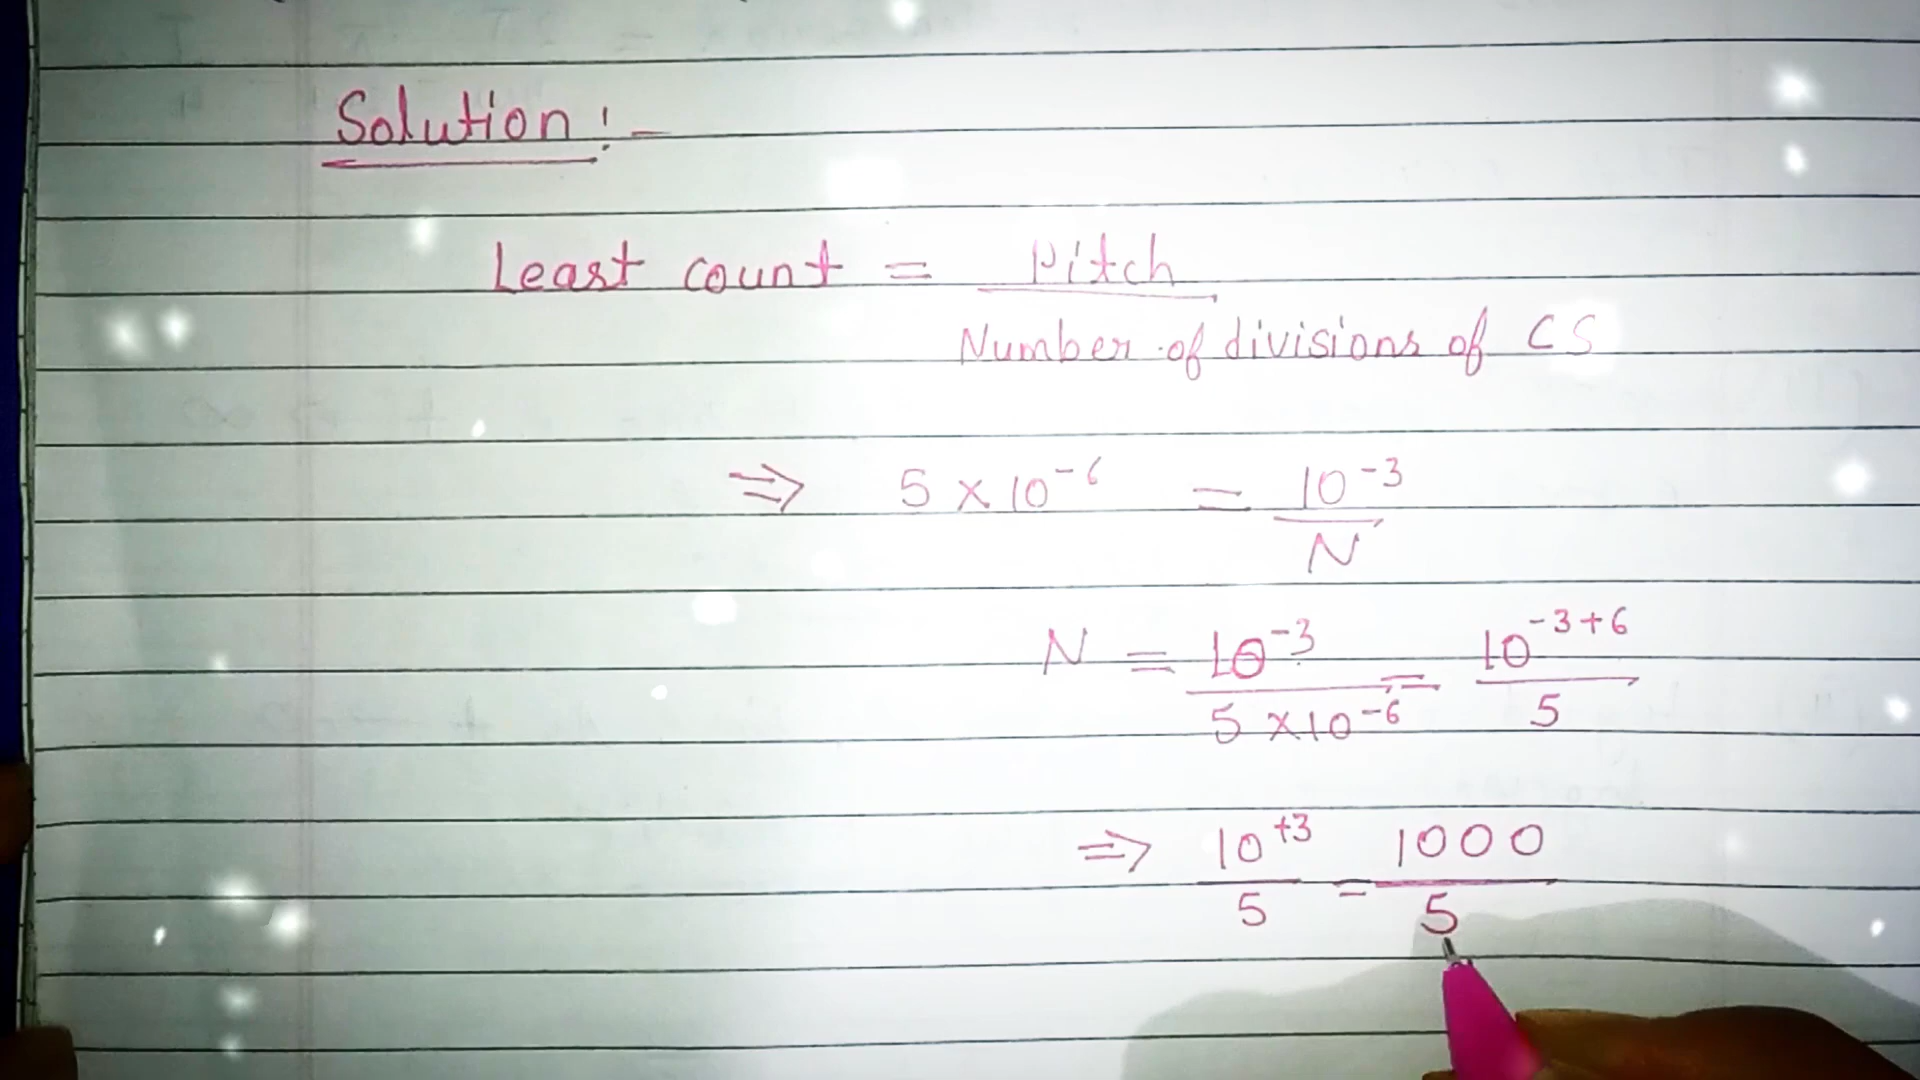 Solution:-
Least count = Pitch
Number of divisions of CS
⇒ 5 × 10⁻⁶ = 10⁻³
N
N = 10⁻³ = 10⁻³⁺⁶
5 × 10⁻⁶ 5
⇒ 10⁺³ = 1000
5 5